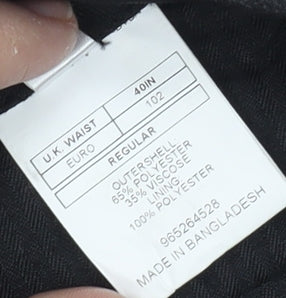 U.K. WAIST 40IN
EURO 102
REGULAR
OUTERSHELL
65% POLYESTER
35% VISCOSE
LINING
100% POLYESTER
965264528
MADE IN BANGLADESH